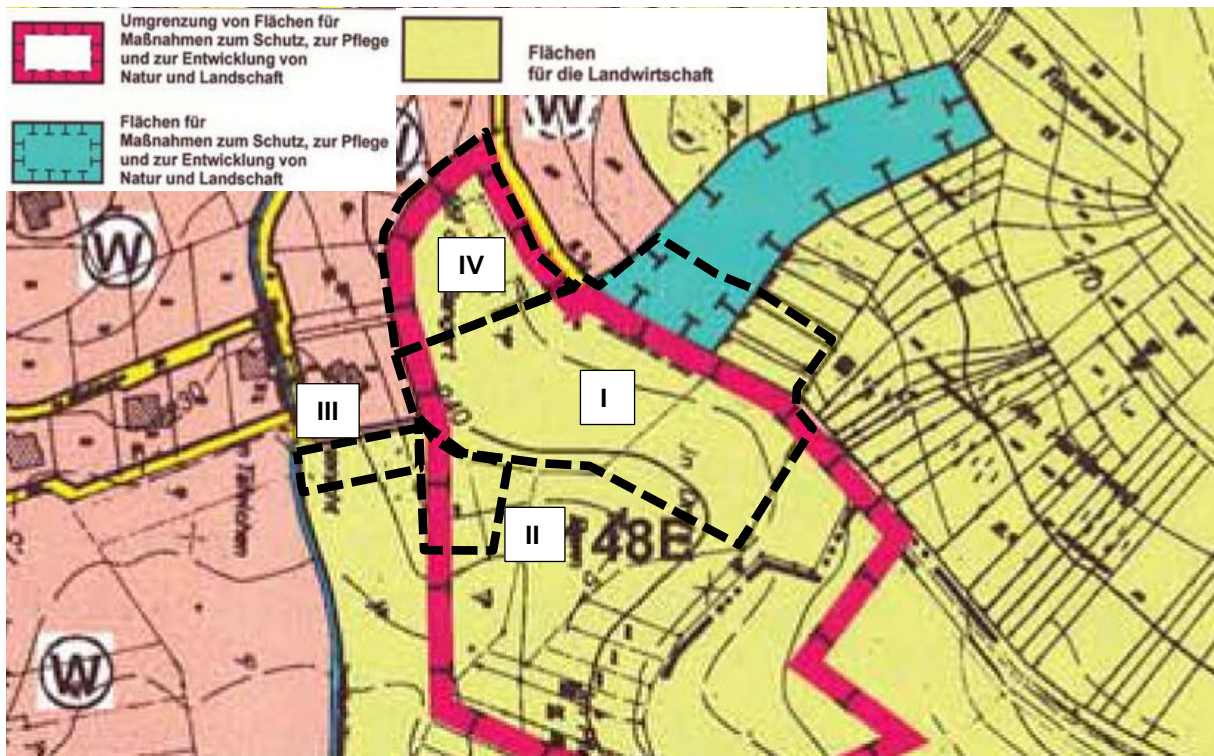 Umgrenzung von Flächen für
Maßnahmen zum Schutz, zur Pflege
und zur Entwicklung von
Natur und Landschaft
Flächen
für die Landwirtschaft
Flächen für
Maßnahmen zum Schutz, zur Pflege
und zur Entwicklung von
Natur und Landschaft
W
Am
W
IV
I
III
II
148E
W